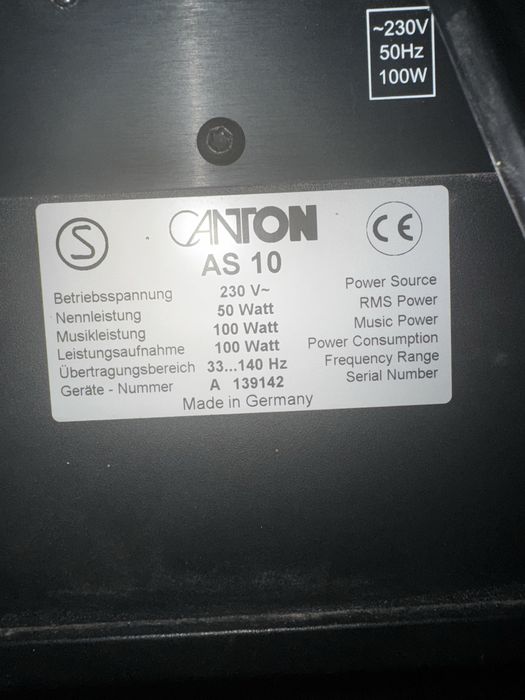 ~230V
50Hz
100W
S CANTON CE
AS 10
Betriebsspannung 230 V~ Power Source
Nennleistung 50 Watt RMS Power
Musikleistung 100 Watt Music Power
Leistungsaufnahme 100 Watt Power Consumption
Übertragungsbereich 33...140 Hz Frequency Range
Geräte - Nummer A 139142 Serial Number
Made in Germany